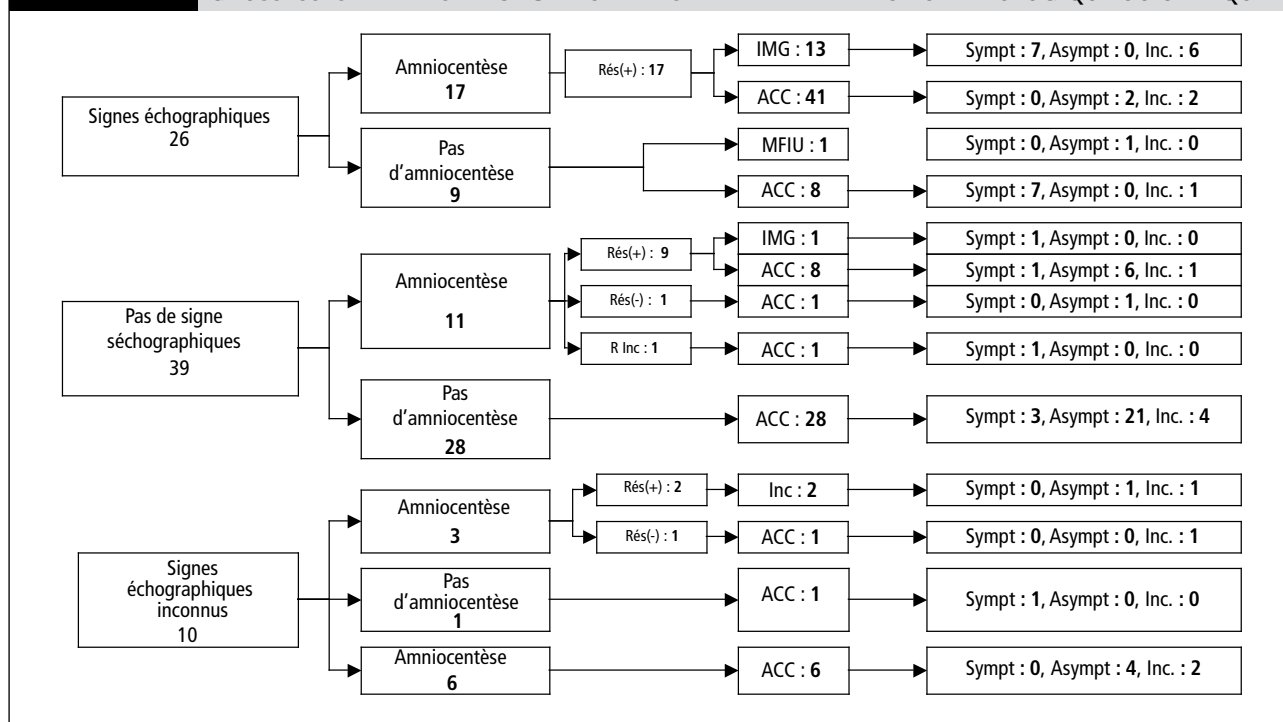 Signes échographiques
26
Amniocentèse
17
Rés(+) : 17
IMG : 13
Sympt : 7, Asympt : 0, Inc. : 6
ACC : 41
Sympt : 0, Asympt : 2, Inc. : 2
Pas
d'amniocentèse
9
MFIU : 1
Sympt : 0, Asympt : 1, Inc. : 0
ACC : 8
Sympt : 7, Asympt : 0, Inc. : 1
Pas de signe
séchographiques
39
Amniocentèse
11
Rés(+) : 9
IMG : 1
Sympt : 1, Asympt : 0, Inc. : 0
ACC : 8
Sympt : 1, Asympt : 6, Inc. : 1
Rés(-) : 1
ACC : 1
Sympt : 0, Asympt : 1, Inc. : 0
R Inc : 1
ACC : 1
Sympt : 1, Asympt : 0, Inc. : 0
Pas
d'amniocentèse
28
ACC : 28
Sympt : 3, Asympt : 21, Inc. : 4
Signes
échographiques
inconnus
10
Amniocentèse
3
Rés(+) : 2
Inc : 2
Sympt : 0, Asympt : 1, Inc. : 1
Rés(-) : 1
ACC : 1
Sympt : 0, Asympt : 0, Inc. : 1
Pas
d'amniocentèse
1
ACC : 1
Sympt : 1, Asympt : 0, Inc. : 0
Amniocentèse
6
ACC : 6
Sympt : 0, Asympt : 4, Inc. : 2